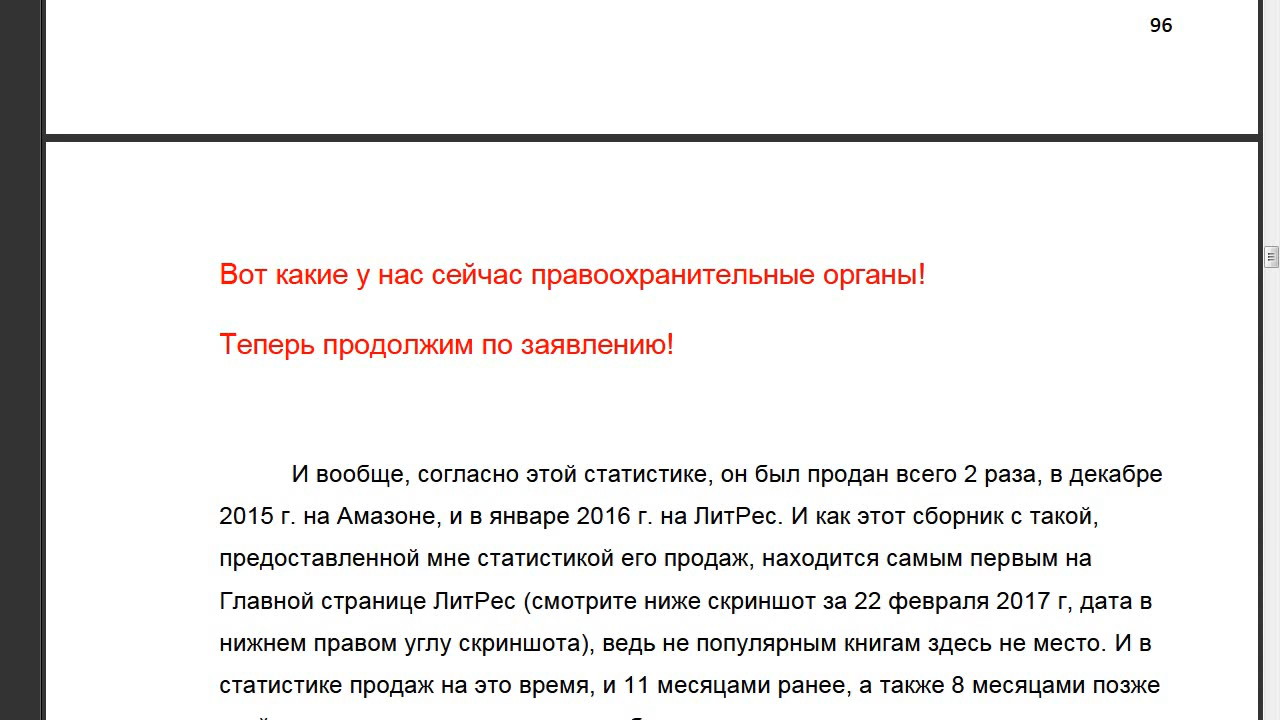 96
Вот какие у нас сейчас правоохранительные органы!
Теперь продолжим по заявлению!
И вообще, согласно этой статистике, он был продан всего 2 раза, в декабре
2015 г. на Амазоне, и в январе 2016 г. на ЛитРес. И как этот сборник с такой,
предоставленной мне статистикой его продаж, находится самым первым на
Главной странице ЛитРес (смотрите ниже скриншот за 22 февраля 2017 г, дата в
нижнем правом углу скриншота), ведь не популярным книгам здесь не место. И в
статистике продаж на это время, и 11 месяцами ранее, а также 8 месяцами позже